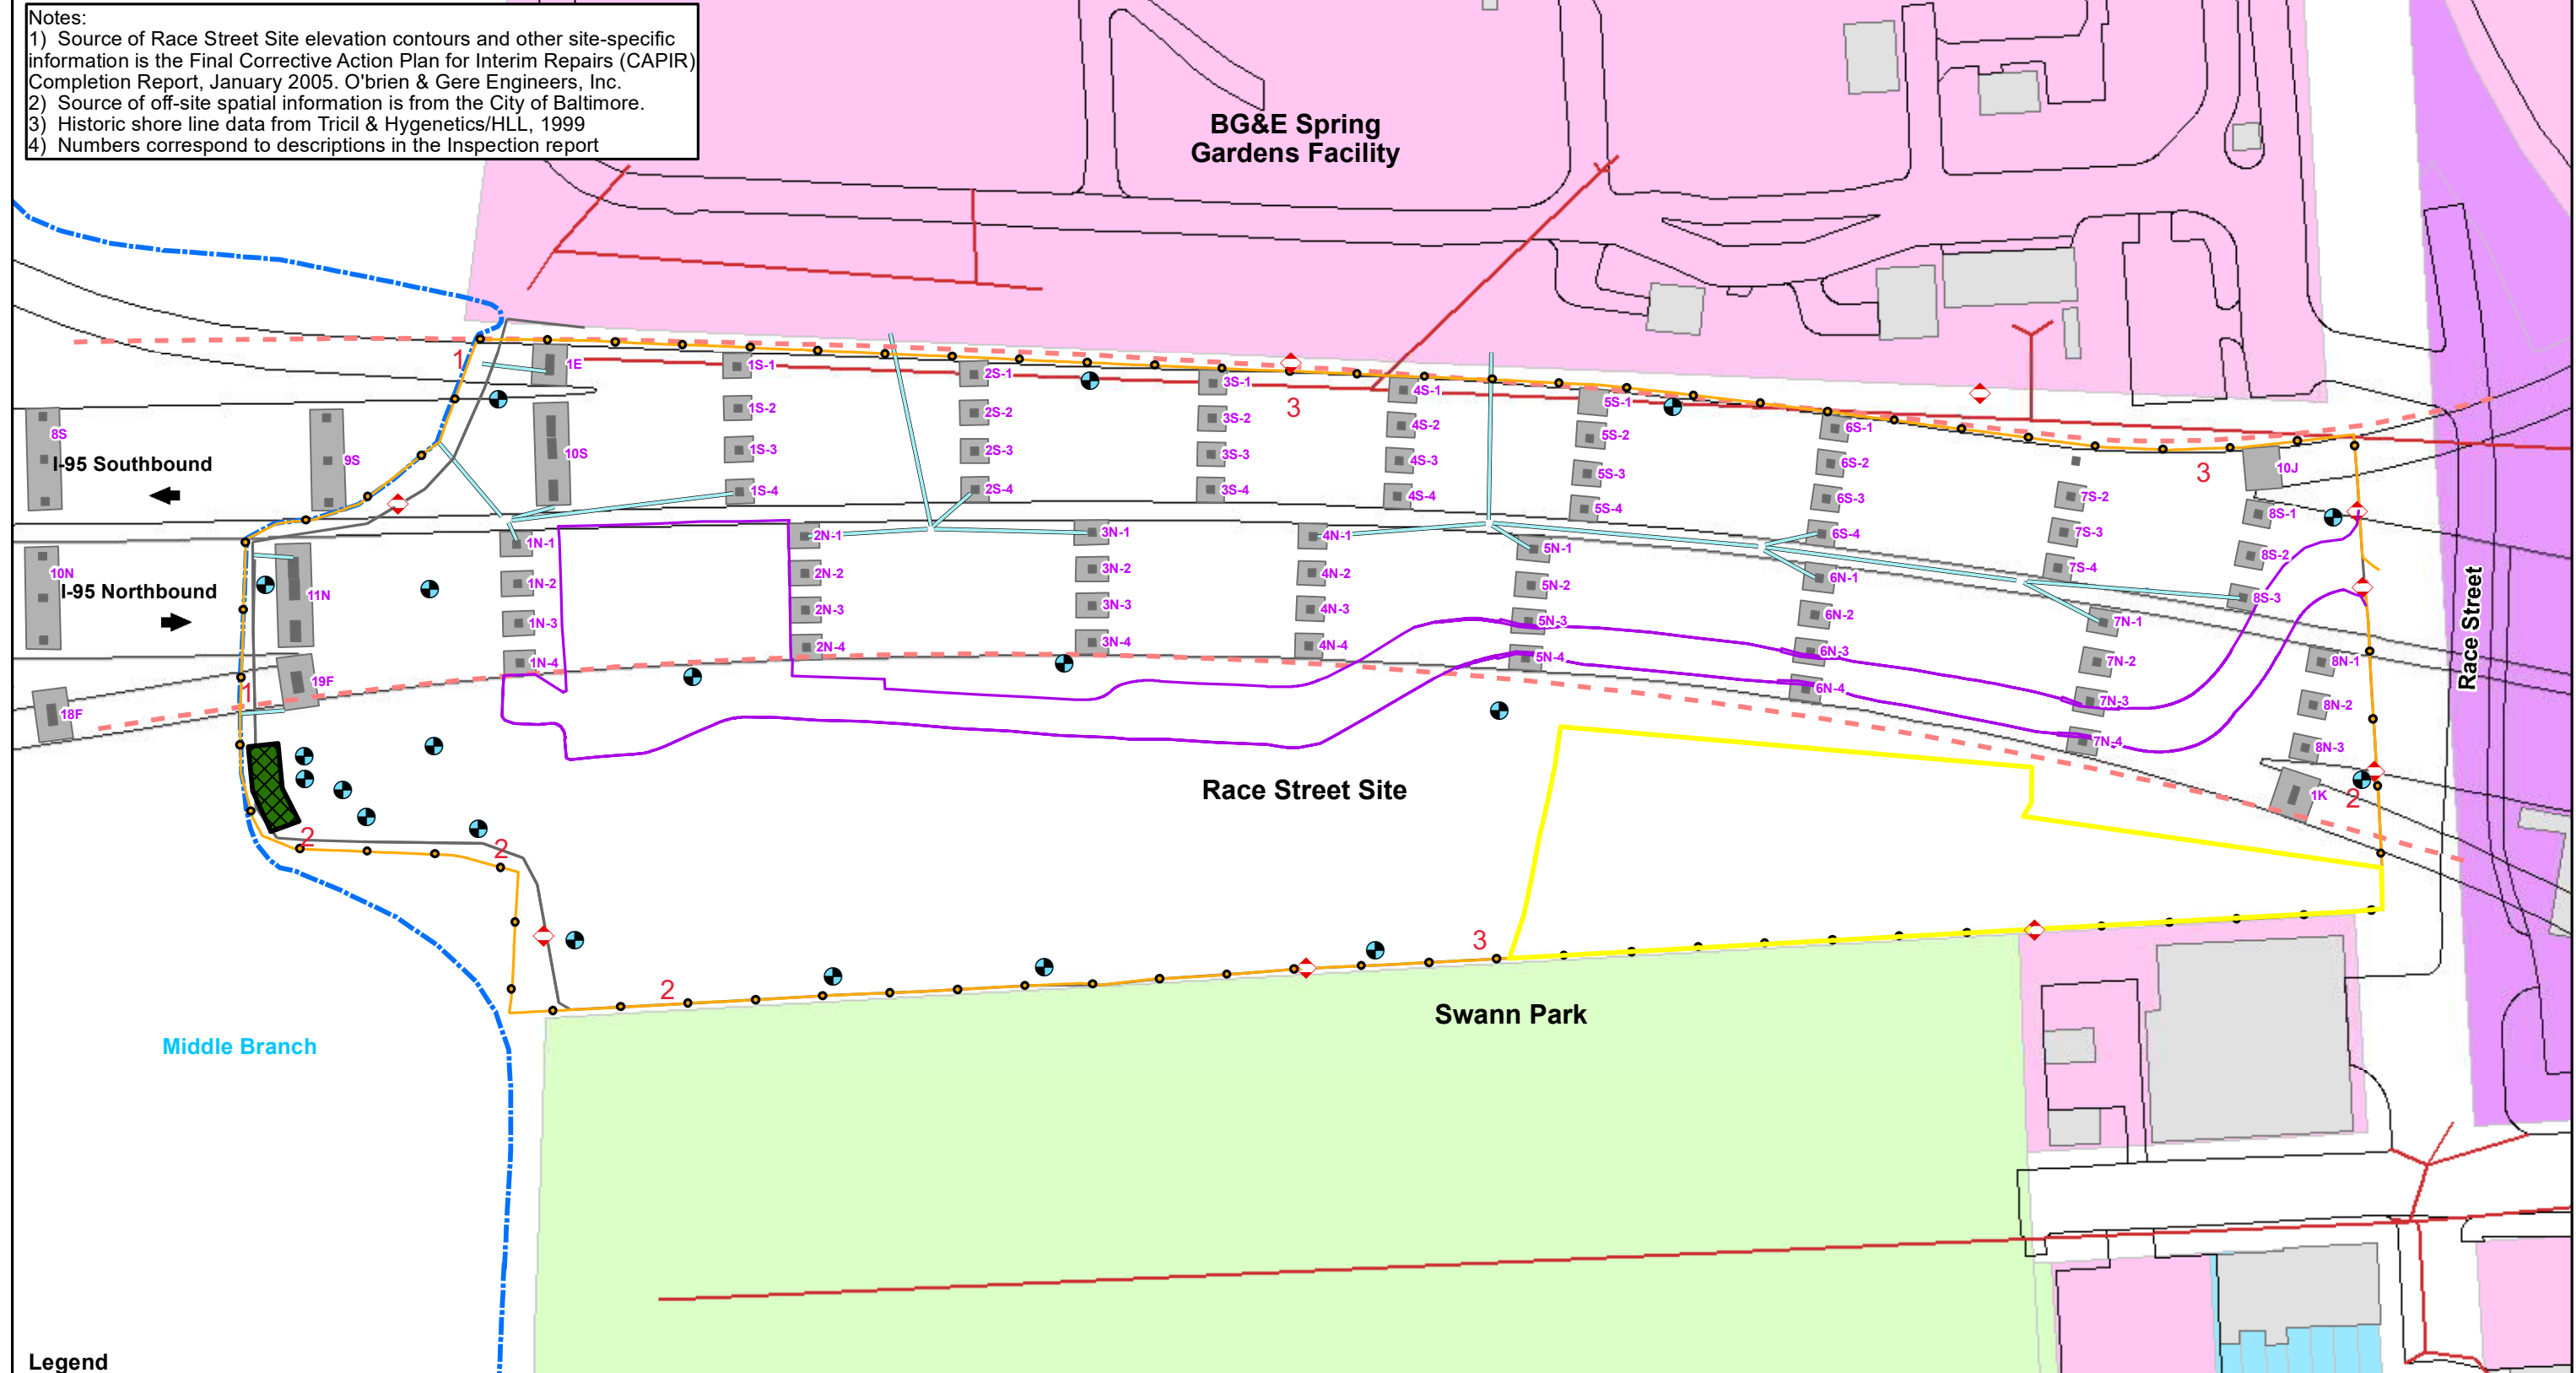 Notes:
1) Source of Race Street Site elevation contours and other site-specific
information is the Final Corrective Action Plan for Interim Repairs (CAPIR)
Completion Report, January 2005. O'brien & Gere Engineers, Inc.
2) Source of off-site spatial information is from the City of Baltimore.
3) Historic shore line data from Tricil & Hygenetics/HLL, 1999
4) Numbers correspond to descriptions in the Inspection report
BG&E Spring
Gardens Facility
1
1E
1S-1
2S-1
3S-1
4S-1
5S-1
6S-1
3
1S-2
2S-2
3S-2
4S-2
5S-2
6S-2
8S
I-95 Southbound
9S
10S
1S-3
2S-3
3S-3
4S-3
5S-3
6S-3
3
10J
1S-4
2S-4
3S-4
4S-4
5S-4
6S-4
7S-2
7S-3
7S-4
8S-1
8S-2
8S-3
10N
I-95 Northbound
11N
1N-1
2N-1
3N-1
4N-1
5N-1
6N-1
7N-1
1N-2
2N-2
3N-2
4N-2
5N-2
6N-2
7N-2
8N-1
1N-3
2N-3
3N-3
4N-3
5N-3
6N-3
7N-3
8N-2
1N-4
2N-4
3N-4
4N-4
5N-4
6N-4
7N-4
8N-3
Race Street
18F
1
19F
1K
2
Race Street Site
2
2
3
2
Swann Park
Middle Branch
Legend